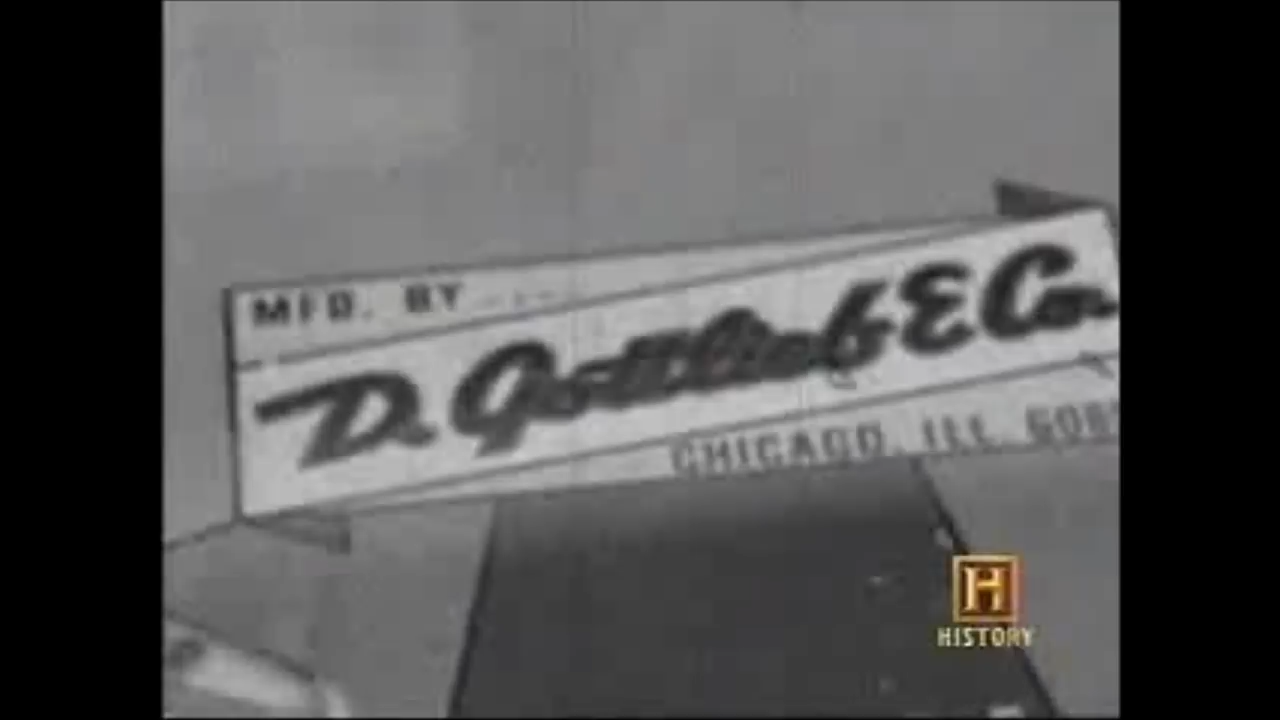 MFD. BY
D. Gottlieb & Co.
CHICAGO, ILL.
H
HISTORY